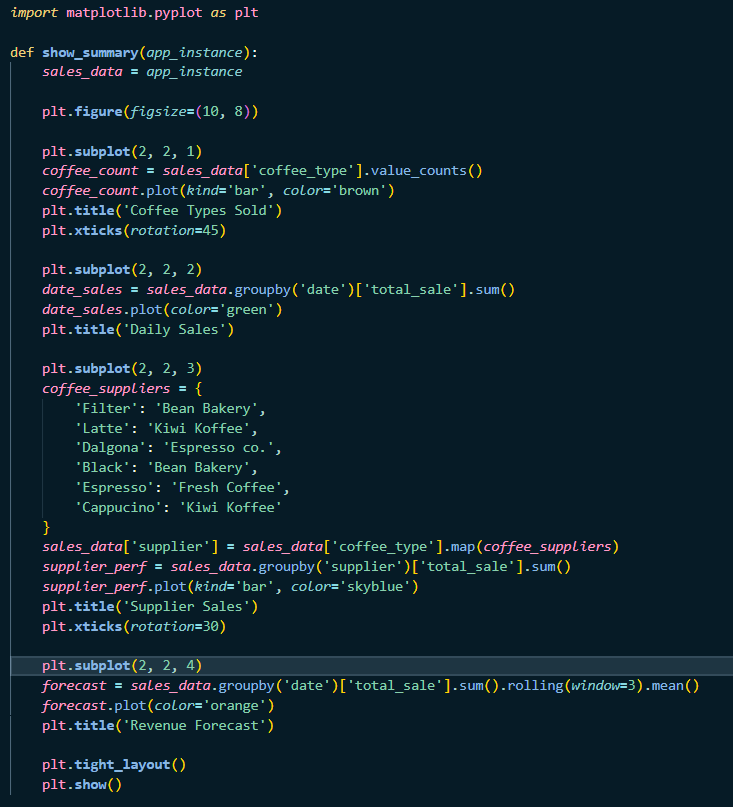 import matplotlib.pyplot as plt
def show_summary(app_instance):
sales_data = app_instance
plt.figure(figsize=(10, 8))
plt.subplot(2, 2, 1)
coffee_count = sales_data['coffee_type'].value_counts()
coffee_count.plot(kind='bar', color='brown')
plt.title('Coffee Types Sold')
plt.xticks(rotation=45)
plt.subplot(2, 2, 2)
date_sales = sales_data.groupby('date')['total_sale'].sum()
date_sales.plot(color='green')
plt.title('Daily Sales')
plt.subplot(2, 2, 3)
coffee_suppliers = {
'Filter': 'Bean Bakery',
'Latte': 'Kiwi Koffee',
'Dalgona': 'Espresso co.',
'Black': 'Bean Bakery',
'Espresso': 'Fresh Coffee',
'Cappucino': 'Kiwi Koffee'
}
sales_data['supplier'] = sales_data['coffee_type'].map(coffee_suppliers)
supplier_perf = sales_data.groupby('supplier')['total_sale'].sum()
supplier_perf.plot(kind='bar', color='skyblue')
plt.title('Supplier Sales')
plt.xticks(rotation=30)
plt.subplot(2, 2, 4)
forecast = sales_data.groupby('date')['total_sale'].sum().rolling(window=3).mean()
forecast.plot(color='orange')
plt.title('Revenue Forecast')
plt.tight_layout()
plt.show()